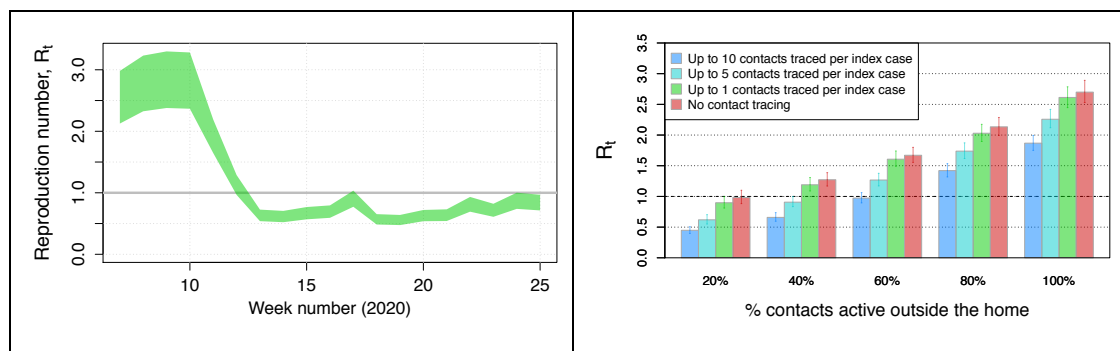 Reproduction number, Rt
0.0
1.0
2.0
3.0
10
15
20
25
Week number (2020)
Rt
0.0
0.5
1.0
1.5
2.0
2.5
3.0
3.5
Up to 10 contacts traced per index case
Up to 5 contacts traced per index case
Up to 1 contacts traced per index case
No contact tracing
20%
40%
60%
80%
100%
% contacts active outside the home